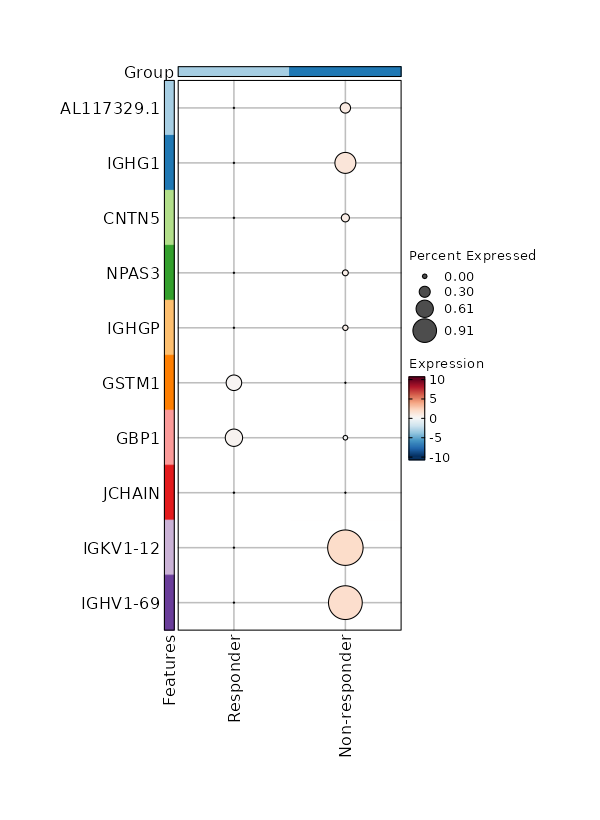 Group
AL117329.1
IGHG1
CNTN5
NPAS3
IGHGP
GSTM1
GBP1
JCHAIN
IGKV1-12
IGHV1-69
Features
Responder
Non-responder
Percent Expressed
0.00
0.30
0.61
0.91
Expression
10
5
0
-5
-10